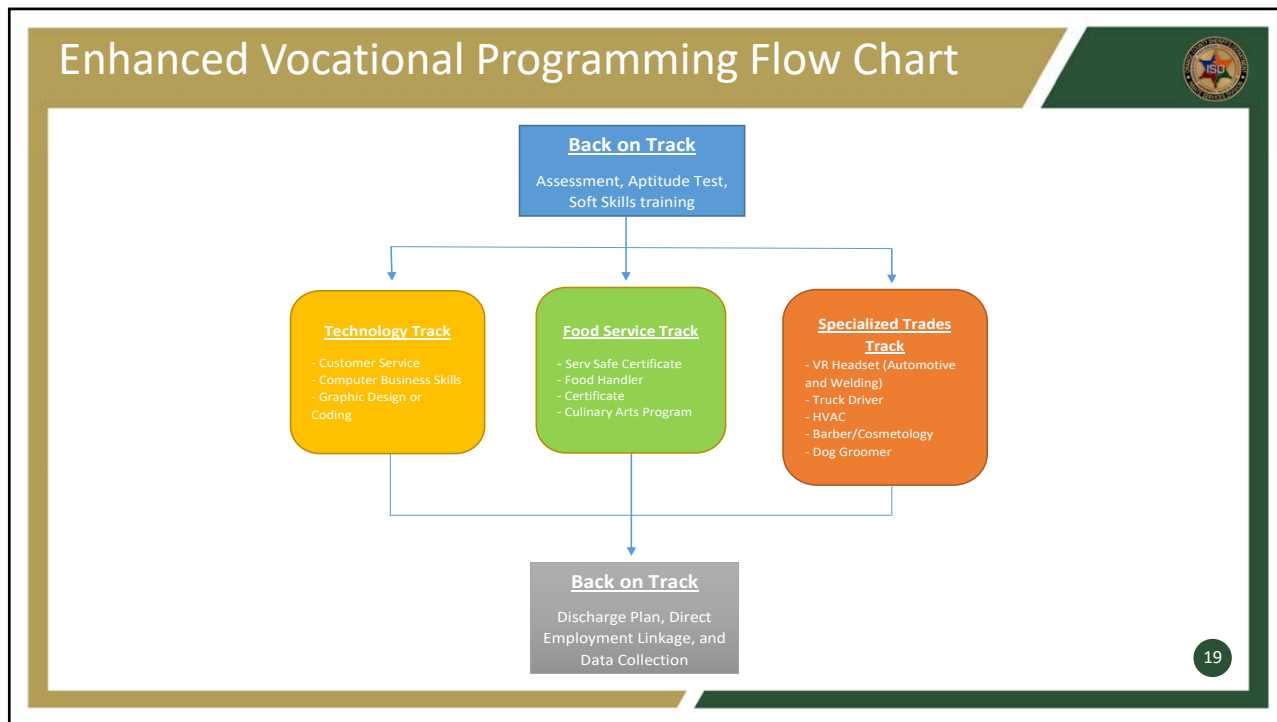 Enhanced Vocational Programming Flow Chart
ISD
Back on Track
Assessment, Aptitude Test,
Soft Skills training
Technology Track
- Customer Service
- Computer Business Skills
- Graphic Design or
Coding
Food Service Track
- Serv Safe Certificate
- Food Handler
- Certificate
- Culinary Arts Program
Specialized Trades
Track
- VR Headset (Automotive
and Welding)
- Truck Driver
- HVAC
- Barber/Cosmetology
- Dog Groomer
Back on Track
Discharge Plan, Direct
Employment Linkage, and
Data Collection
19